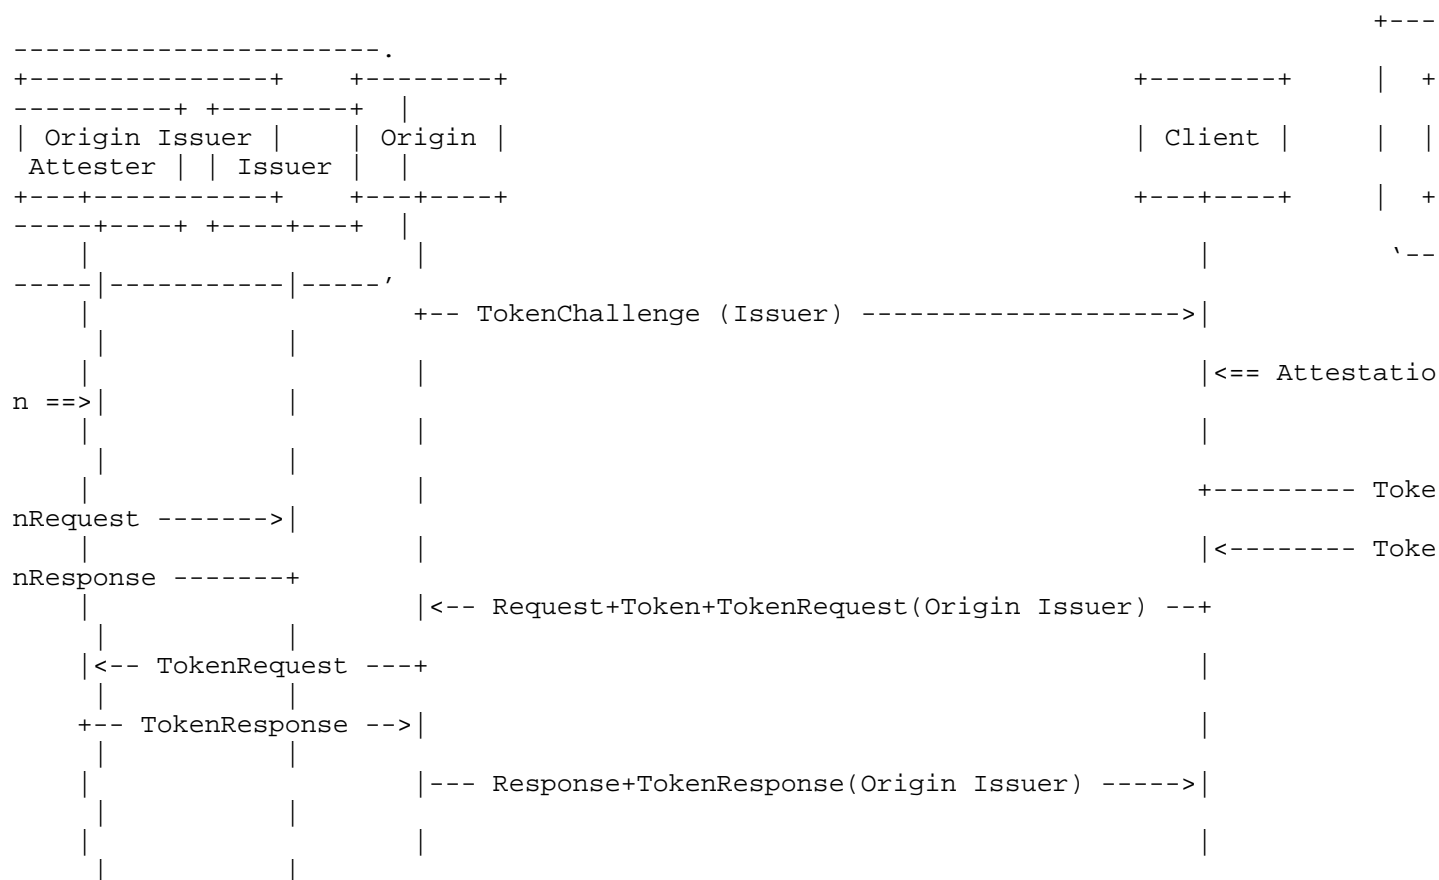 +---
-----------------------.
+---------------+    +--------+                                       +--------+     |  +
----------+ +--------+  |
| Origin Issuer |    | Origin |                                       | Client |     |  |
 Attester | | Issuer |  |
+---+-----------+    +---+----+                                       +---+----+     |  +
-----+----+ +----+---+  |
    |                    |                                                |           `--
-----|-----------|-----'
    |                    +-- TokenChallenge (Issuer) -------------------->|
     |           |
    |                    |                                                |<== Attestatio
n ==>|           |
    |                    |                                                |
     |           |
    |                    |                                                +--------- Toke
nRequest ------->|
    |                    |                                                |<-------- Toke
nResponse -------+
    |                    |<-- Request+Token+TokenRequest(Origin Issuer) --+
     |           |
    |<-- TokenRequest ---+                                                |
     |           |
    +-- TokenResponse -->|                                                |
     |           |
    |                    |--- Response+TokenResponse(Origin Issuer) ----->|
     |           |
    |                    |                                                |
     |           |